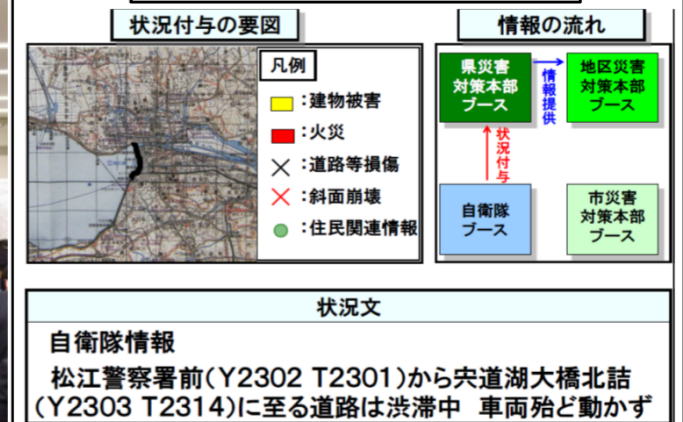 状況付与の要図
情報の流れ
凡例
:建物被害
:火災
:道路等損傷
:斜面崩壊
:住民関連情報
県災害
対策本部
ブース
情報提供
地区災害
対策本部
ブース
状況付与
自衛隊
ブース
市災害
対策本部
ブース
状況文
自衛隊情報
松江警察署前(Y2302 T2301)から宍道湖大橋北詰
(Y2303 T2314)に至る道路は渋滞中 車両殆ど動かず